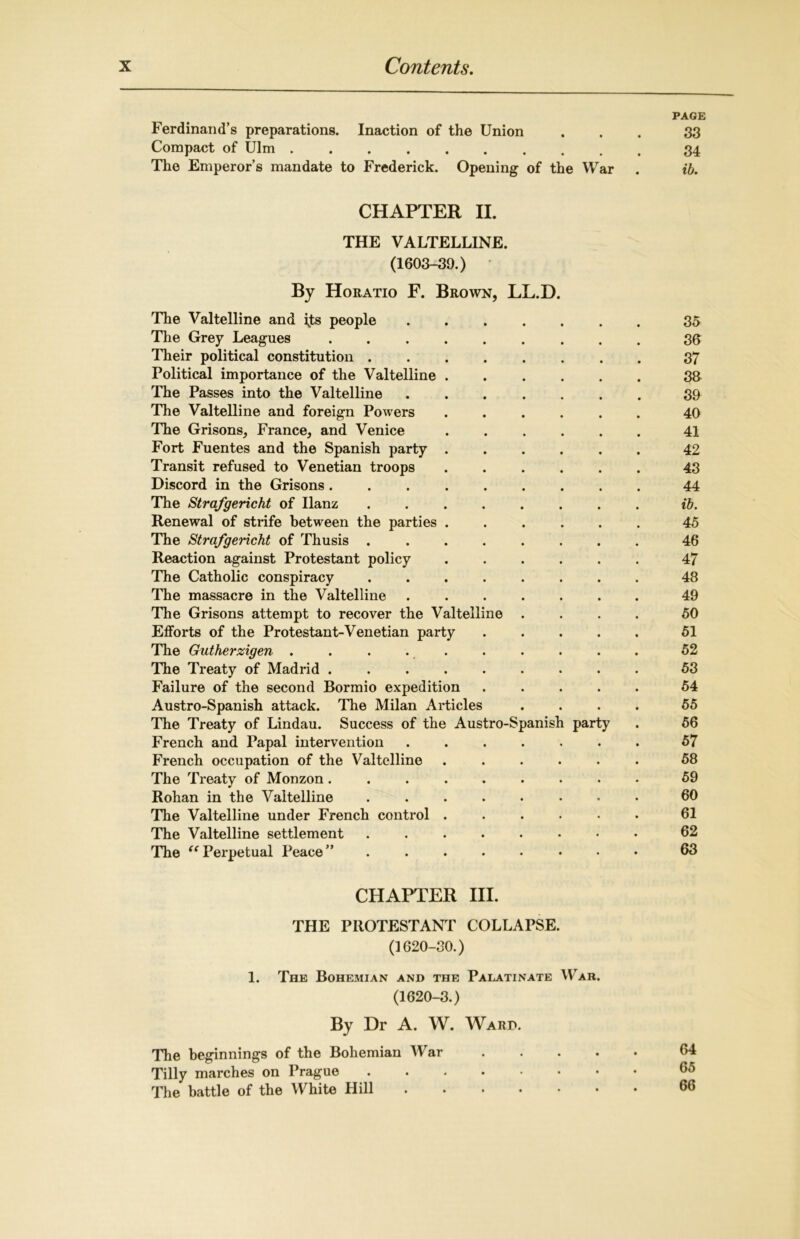 x Contents.
PAGE
Ferdinand's preparations. Inaction of the Union . . . 33
Compact of Ulm . . . . . . . . . . 34
The Emperor's mandate to Frederick. Opening of the War . ib.
CHAPTER II.
THE VALTELLINE.
(1603-39.)
By Horatio F. Brown, LL.D.
The Valtelline and its people . . . . . . . 35
The Grey Leagues . . . . . . . . . 36
Their political constitution . . . . . . . . 37
Political importance of the Valtelline . . . . . . 38
The Passes into the Valtelline . . . . . . . 39
The Valtelline and foreign Powers . . . . . . 40
The Grisons, France, and Venice . . . . . . 41
Fort Fuentes and the Spanish party . . . . . . 42
Transit refused to Venetian troops . . . . . . 43
Discord in the Grisons . . . . . . . . . 44
The Strafgericht of Ilanz . . . . . . . . ib.
Renewal of strife between the parties . . . . . . 45
The Strafgericht of Thusis . . . . . . . . 46
Reaction against Protestant policy . . . . . . 47
The Catholic conspiracy . . . . . . . . 48
The massacre in the Valtelline . . . . . . . 49
The Grisons attempt to recover the Valtelline . . . . 50
Efforts of the Protestant-Venetian party . . . . . 51
The Gutherzigen . . . . . . . . . . 52
The Treaty of Madrid . . . . . . . . . 53
Failure of the second Bormio expedition . . . . . 54
Austro-Spanish attack. The Milan Articles . . . . 55
The Treaty of Lindau. Success of the Austro-Spanish party . 56
French and Papal intervention . . . . . . . 57
French occupation of the Valtelline . . . . . . 58
The Treaty of Monzon . . . . . . . . . 59
Rohan in the Valtelline . . . . . . . . 60
The Valtelline under French control . . . . . . 61
The Valtelline settlement . . . . . . . . 62
The "Perpetual Peace" . . . . . . . . 63
CHAPTER III.
THE PROTESTANT COLLAPSE.
(1620-30.)
1. The Bohemian and the Palatinate War.
(1620-3.)
By Dr A. W. Ward.
The beginnings of the Bohemian War . . . . . 64
Tilly marches on Prague . . . . . . . . 65
The battle of the White Hill . . . . . . . 66